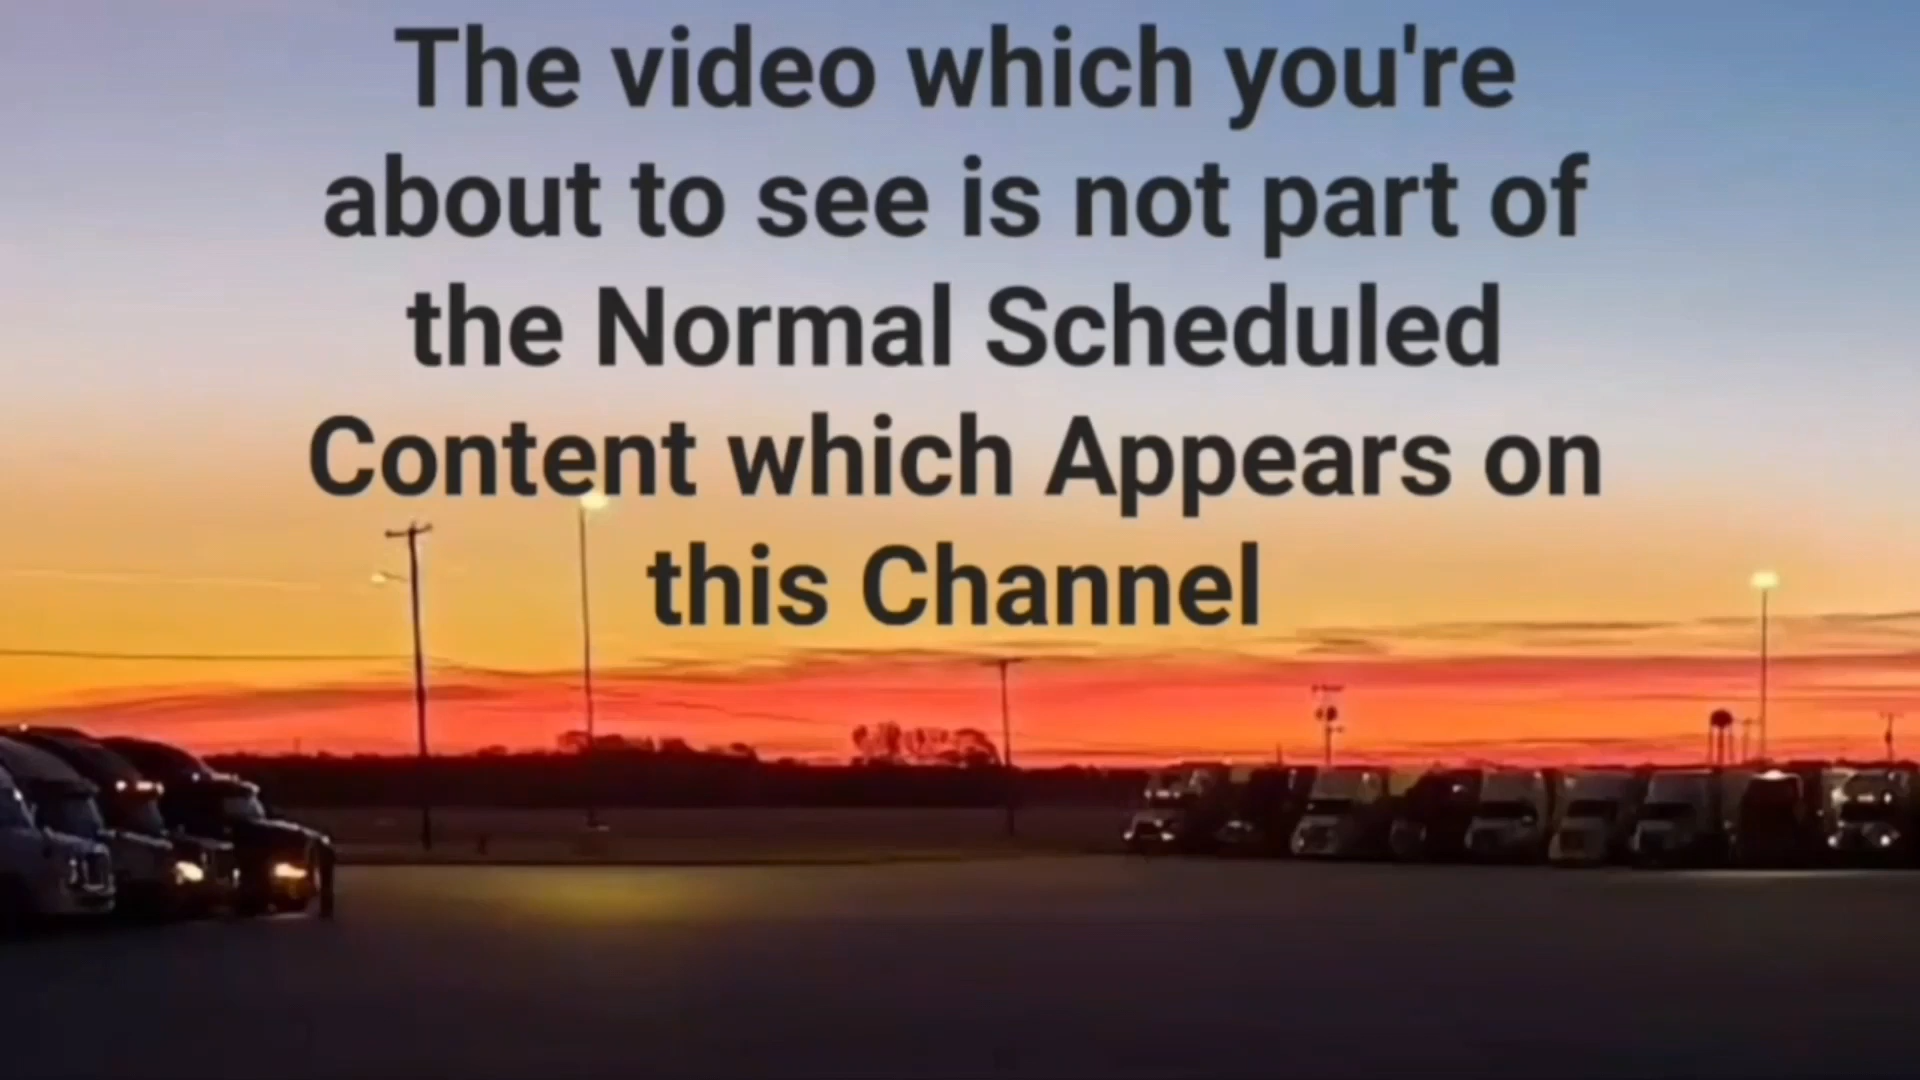 The video which you're
about to see is not part of
the Normal Scheduled
Content which Appears on
this Channel